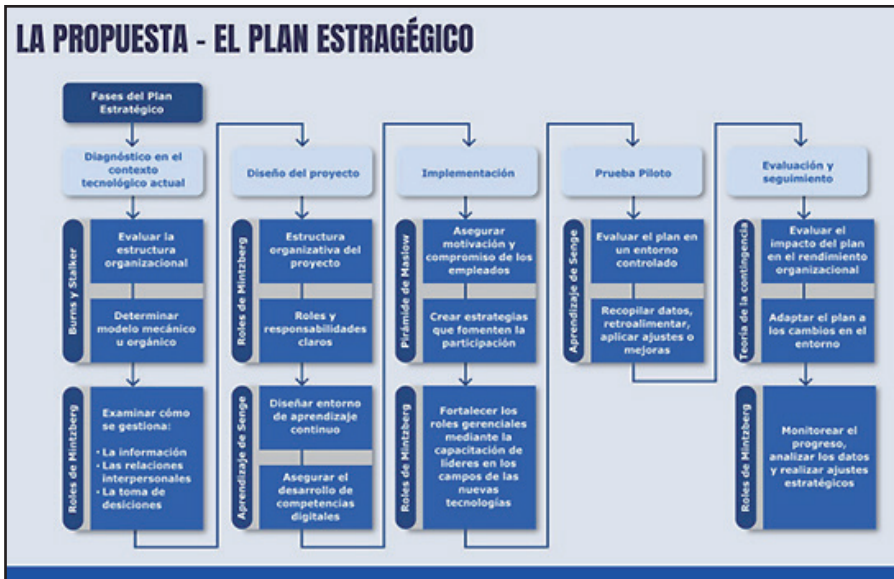 LA PROPUESTA - EL PLAN ESTRAGÉGICO
Fases del Plan
Estratégico
Diagnóstico en el
contexto
tecnológico actual
Burns y Stalker
Evaluar la
estructura
organizacional
Determinar
modelo mecánico
u orgánico
Roles de Mintzberg
Examinar cómo
se gestiona:
· La información
· Las relaciones
interpersonales
· La toma de
desiciones
Diseño del proyecto
Roles de Mintzberg
Estructura
organizativa del
proyecto
Roles y
responsabilidades
claros
Aprendizaje de Senge
Diseñar entorno
de aprendizaje
continuo
Asegurar el
desarrollo de
competencias
digitales
Implementación
Pirámide de Maslow
Asegurar
motivación y
compromiso de los
empleados
Crear estrategias
que fomenten la
participación
Roles de Mintzberg
Fortalecer los
roles gerenciales
mediante la
capacitación de
líderes en los
campos de las
nuevas
tecnologías
Prueba Piloto
Aprendizaje de Senge
Evaluar el plan en
un entorno
controlado
Recopilar datos,
retroalimentar,
aplicar ajustes o
mejoras
Evaluación y
seguimiento
Teoría de la contingencia
Evaluar el
impacto del plan
en el rendimiento
organizacional
Adaptar el plan a
los cambios en el
entorno
Roles de Mintzberg
Monitorear el
progreso,
analizar los datos
y realizar ajustes
estratégicos